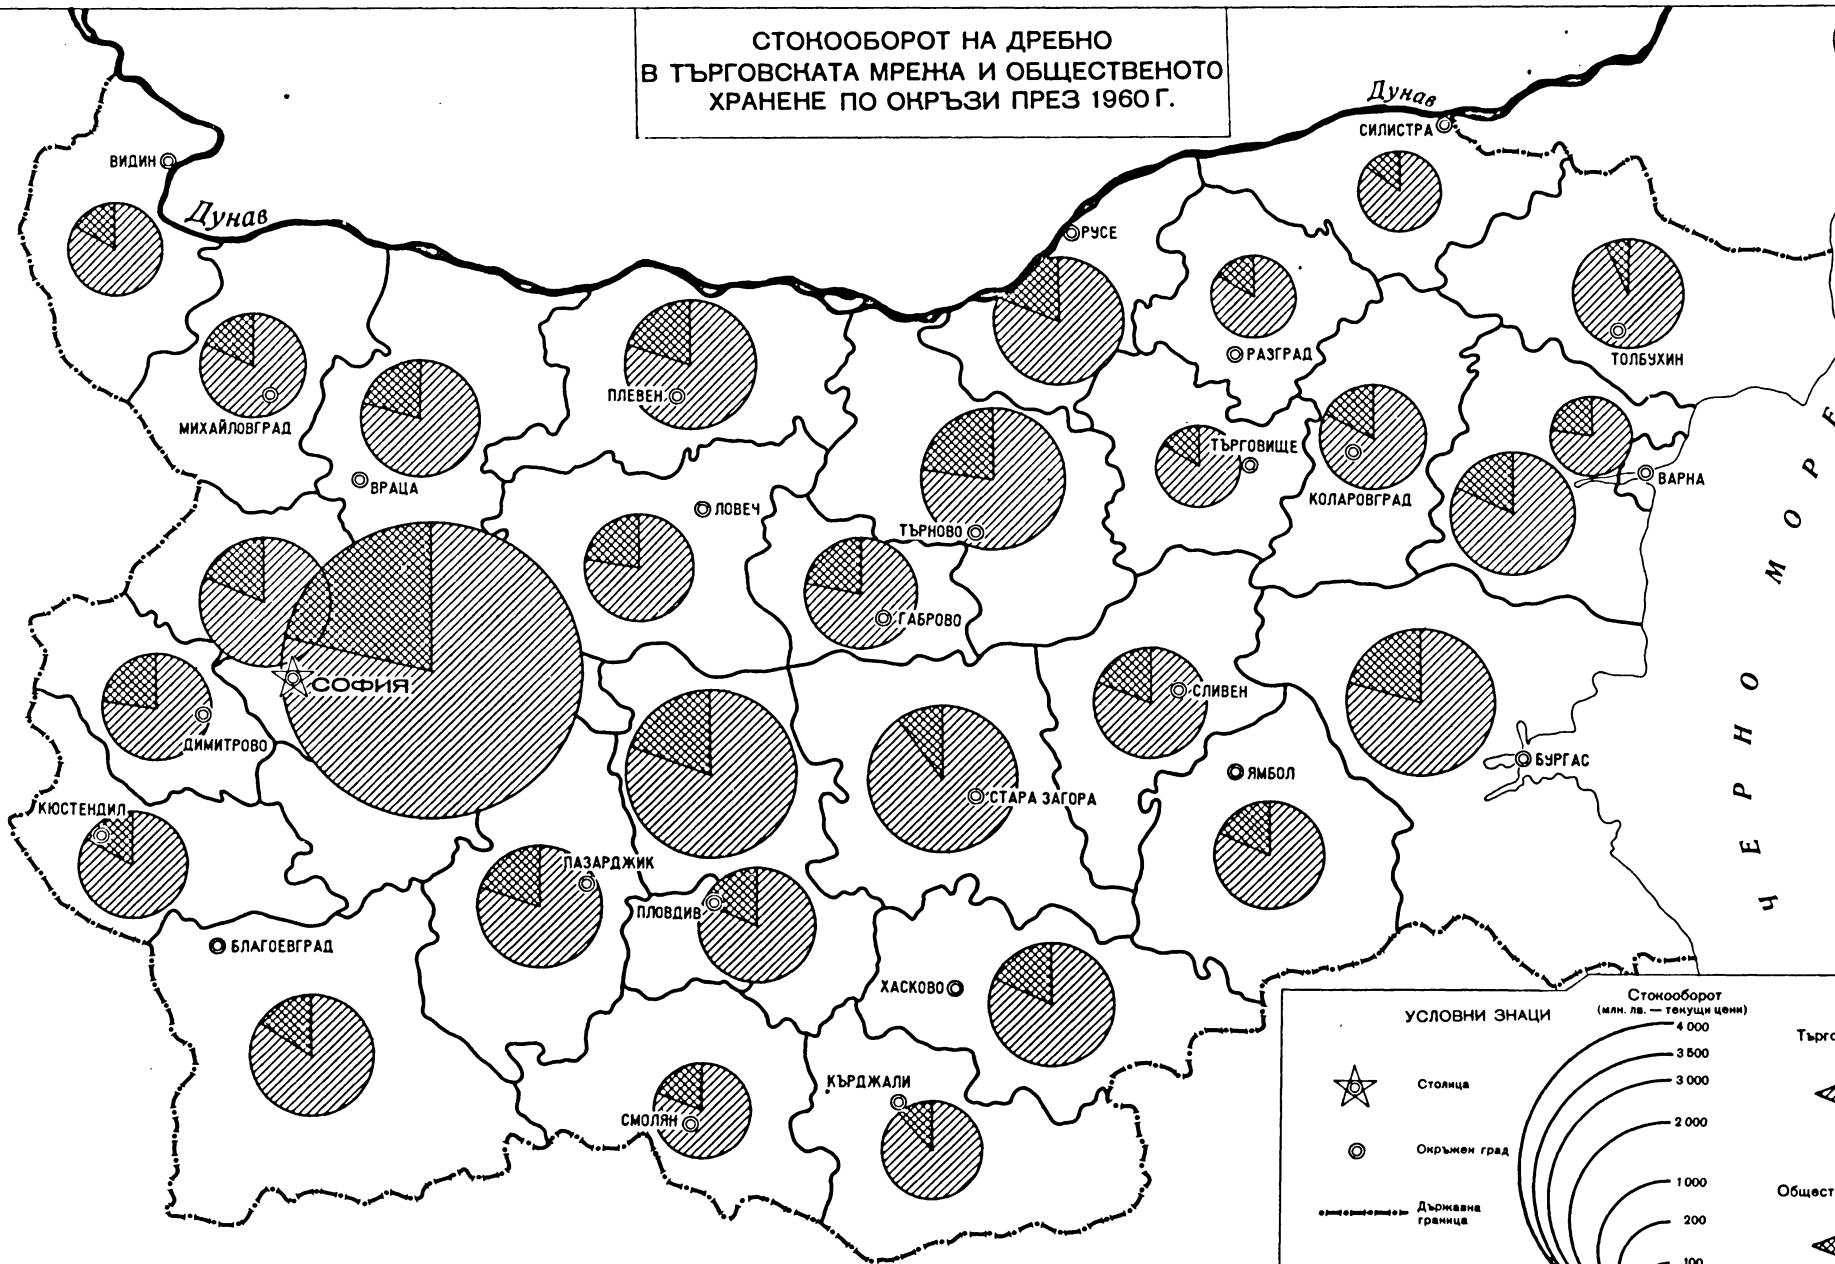 СТОКООБОРОТ НА ДРЕБНО
В ТЪРГОВСКАТА МРЕЖА И ОБЩЕСТВЕНОТО
ХРАНЕНЕ ПО ОКРЪЗИ ПРЕЗ 1960 Г.
Дунав
СИЛИСТРА
ВИДИН
Дунав
РУСЕ
РАЗГРАД
ТОЛБУХИН
ПЛЕВЕН
МИХАЙЛОВГРАД
ТЪРГОВИЩЕ
ВРАЦА
КОЛАРОВГРАД
ВАРНА
ЛОВЕЧ
ТЪРНОВО
ГАБРОВО
СОФИЯ
СЛИВЕН
ДИМИТРОВО
БУРГАС
ЯМБОЛ
СТАРА ЗАГОРА
КЮСТЕНДИЛ
ПАЗАРДЖИК
ПЛОВДИВ
БЛАГОЕВГРАД
ХАСКОВО
КЪРДЖАЛИ
СМОЛЯН
ЧЕРНО МОРЕ
УСЛОВНИ ЗНАЦИ
Стокооборот
(млн. лв. — текущи цени)
4 000
3 500
3 000
2 000
1 000
200
100
Столица
Окръжен град
Държавна
граница
Търго
Общест